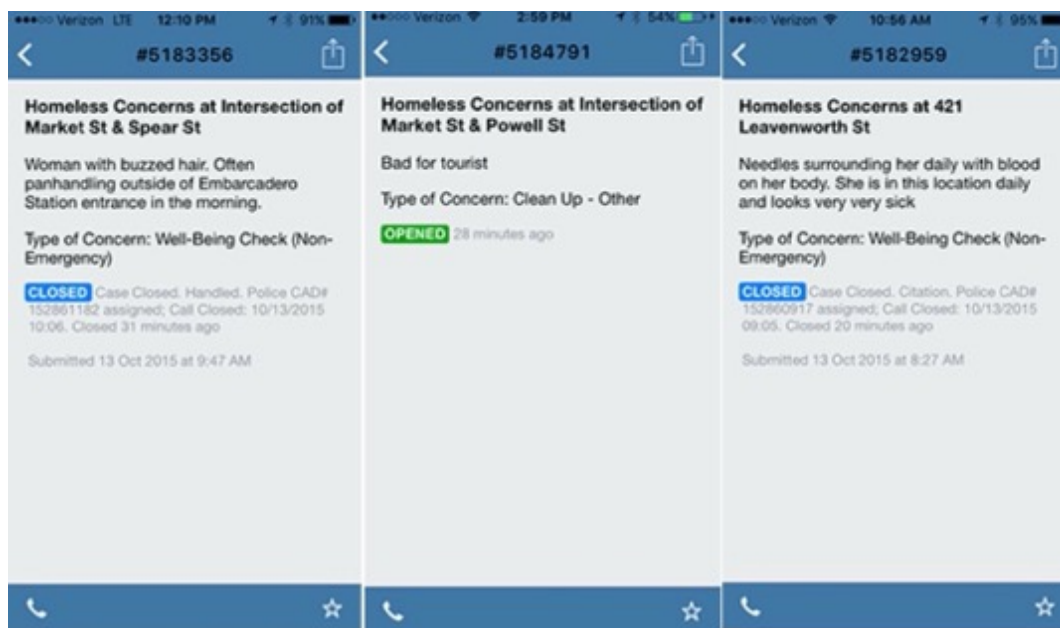 Verizon LTE 12:10 PM 91%
#5183356
Homeless Concerns at Intersection of
Market St & Spear St
Woman with buzzed hair. Often
panhandling outside of Embarcadero
Station entrance in the morning.
Type of Concern: Well-Being Check (Non-
Emergency)
CLOSED Case Closed. Handled. Police CAD#
152861182 assigned; Call Closed: 10/13/2015
10:06. Closed 31 minutes ago
Submitted 13 Oct 2015 at 9:47 AM
Verizon 2:59 PM 54%
#5184791
Homeless Concerns at Intersection of
Market St & Powell St
Bad for tourist
Type of Concern: Clean Up - Other
OPENED 28 minutes ago
Verizon 10:56 AM 95%
#5182959
Homeless Concerns at 421
Leavenworth St
Needles surrounding her daily with blood
on her body. She is in this location daily
and looks very very sick
Type of Concern: Well-Being Check (Non-
Emergency)
CLOSED Case Closed. Citation. Police CAD#
152860917 assigned; Call Closed: 10/13/2015
09:05. Closed 20 minutes ago
Submitted 13 Oct 2015 at 8:27 AM